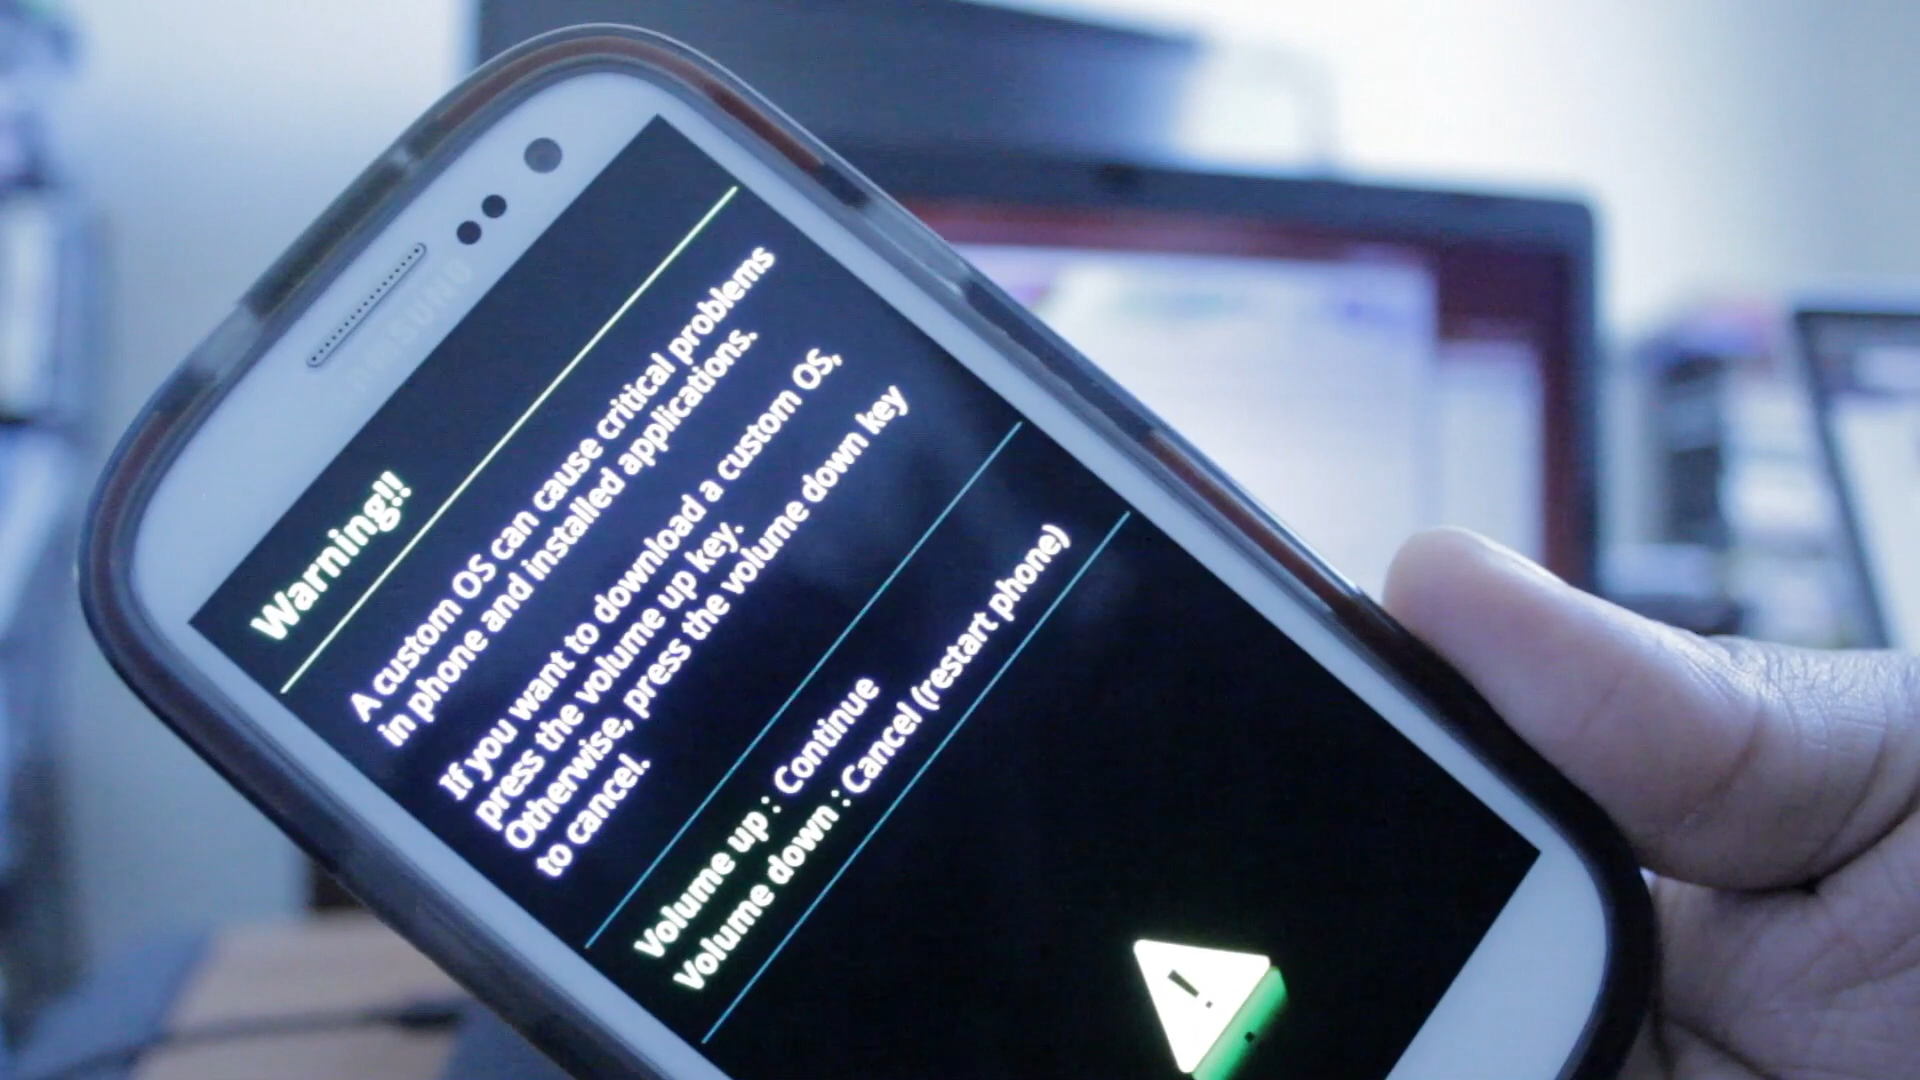 SAMSUNG
Warning!!
A custom OS can cause critical problems
in phone and installed applications.
If you want to download a custom OS,
press the volume up key.
Otherwise, press the volume down key
to cancel.
Volume up : Continue
Volume down : Cancel (restart phone)
!